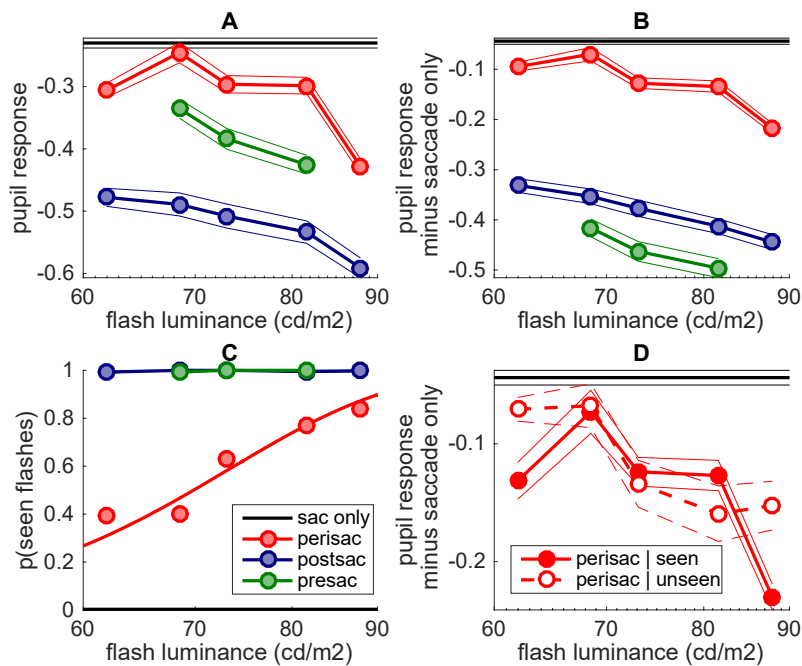 A
pupil response
-0.3
-0.4
-0.5
-0.6
60
70
80
90
flash luminance (cd/m2)
B
pupil response
minus saccade only
-0.1
-0.2
-0.3
-0.4
-0.5
60
70
80
90
flash luminance (cd/m2)
C
p(seen flashes)
1
0.8
0.6
0.4
0.2
0
sac only
perisac
postsac
presac
60
70
80
90
flash luminance (cd/m2)
D
pupil response
minus saccade only
-0.1
-0.2
perisac | seen
perisac | unseen
60
70
80
90
flash luminance (cd/m2)